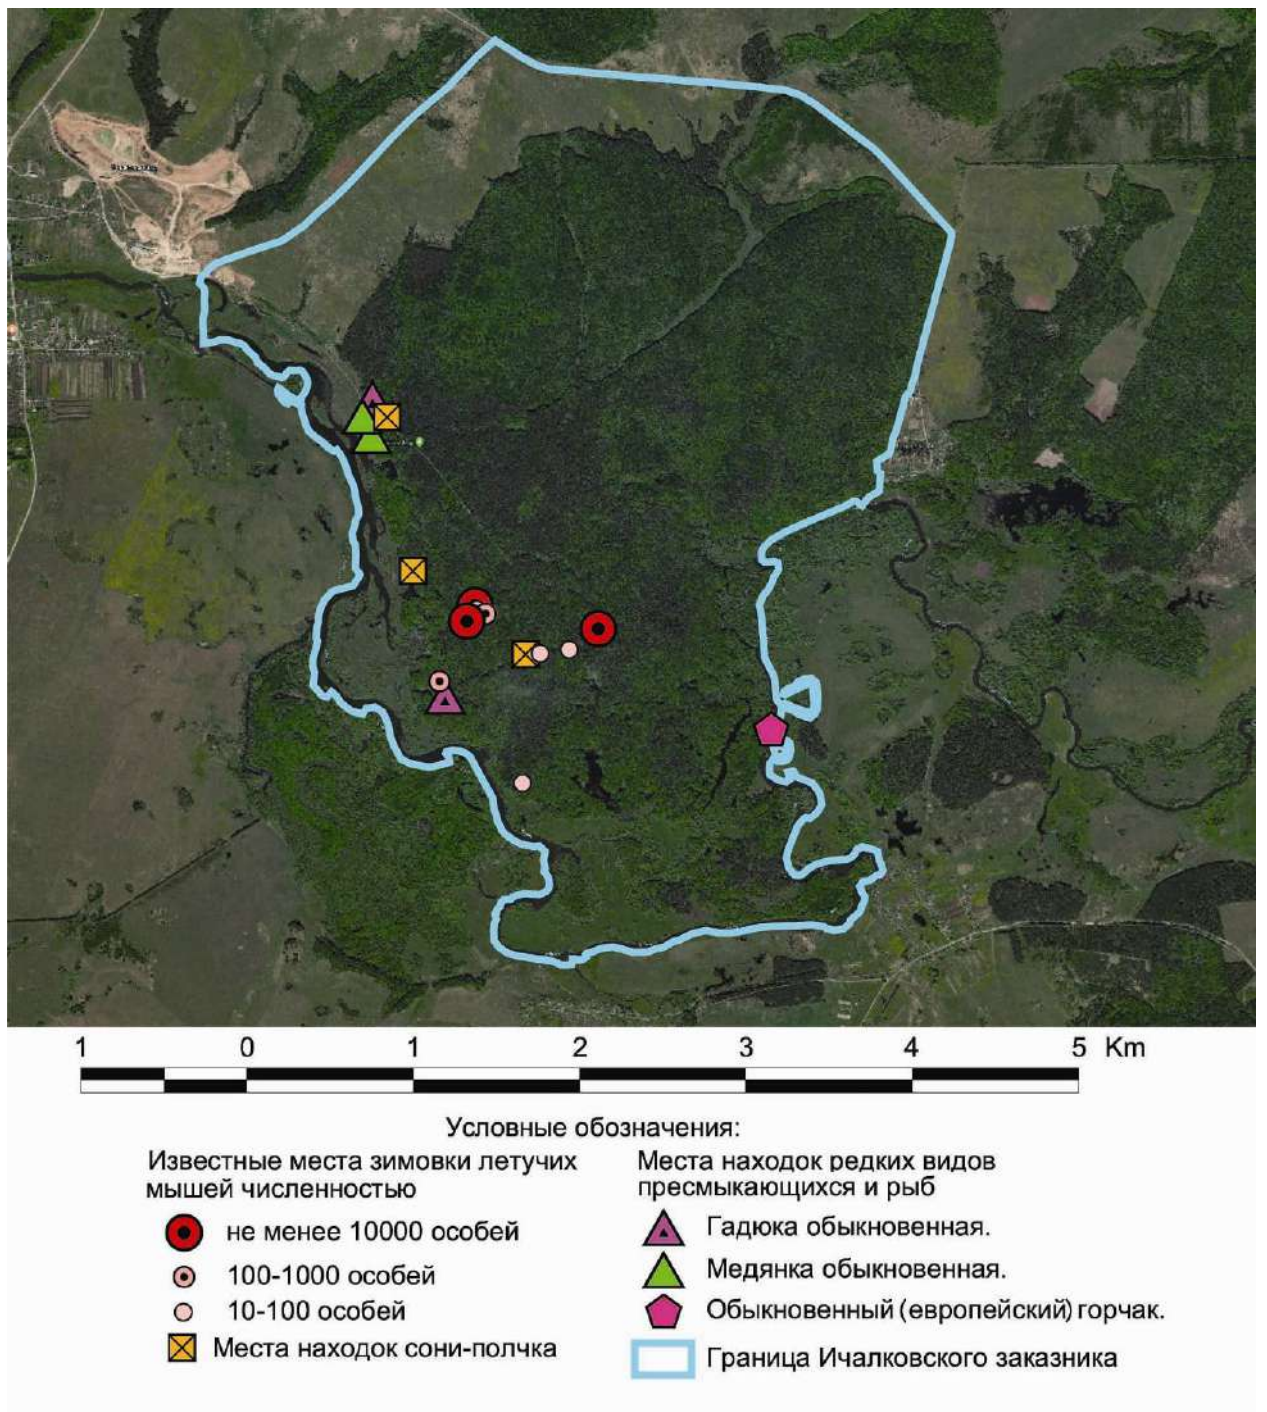 1 0 1 2 3 4 5 Km
Условные обозначения:
Известные места зимовки летучих
мышей численностью
не менее 10000 особей
100-1000 особей
10-100 особей
Места находок сони-полчка
Места находок редких видов
пресмыкающихся и рыб
Гадюка обыкновенная.
Медянка обыкновенная.
Обыкновенный (европейский) горчак.
Граница Ичалковского заказника